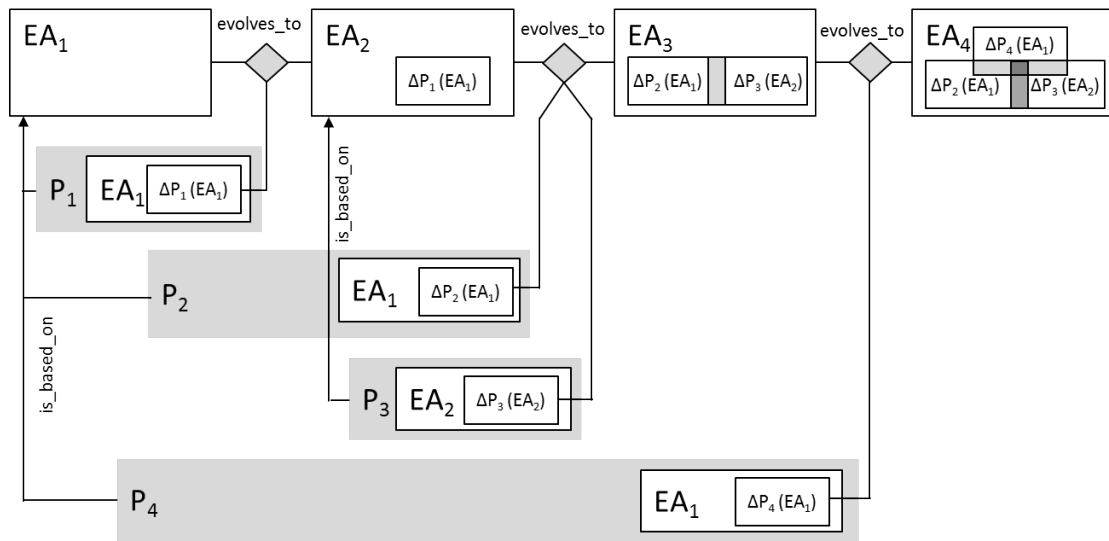 evolves_to
evolves_to
evolves_to
EA₁
EA₂
EA₃
EA₄
ΔP₁(EA₁)
ΔP₂(EA₁)
ΔP₃(EA₂)
ΔP₄(EA₁)
ΔP₂(EA₁)
ΔP₃(EA₂)
is_based_on
P₁
EA₁
ΔP₁(EA₁)
P₂
EA₁
ΔP₂(EA₁)
is_based_on
P₃
EA₂
ΔP₃(EA₂)
P₄
EA₁
ΔP₄(EA₁)